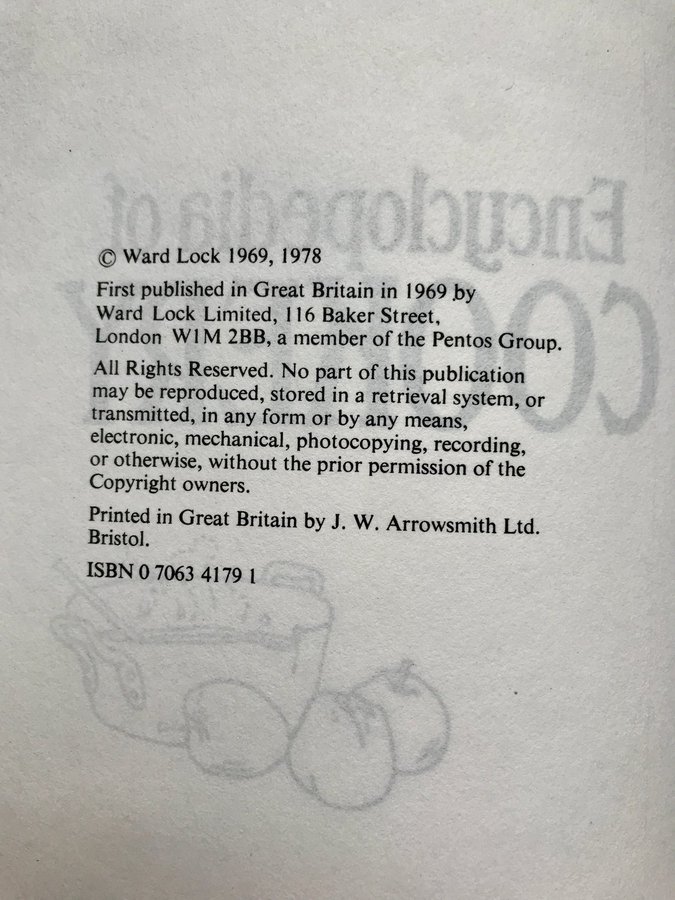 © Ward Lock 1969, 1978
First published in Great Britain in 1969 by
Ward Lock Limited, 116 Baker Street,
London W1M 2BB, a member of the Pentos Group.
All Rights Reserved. No part of this publication
may be reproduced, stored in a retrieval system, or
transmitted, in any form or by any means,
electronic, mechanical, photocopying, recording,
or otherwise, without the prior permission of the
Copyright owners.
Printed in Great Britain by J. W. Arrowsmith Ltd.
Bristol.
ISBN 0 7063 4179 1
Encyclopedia of